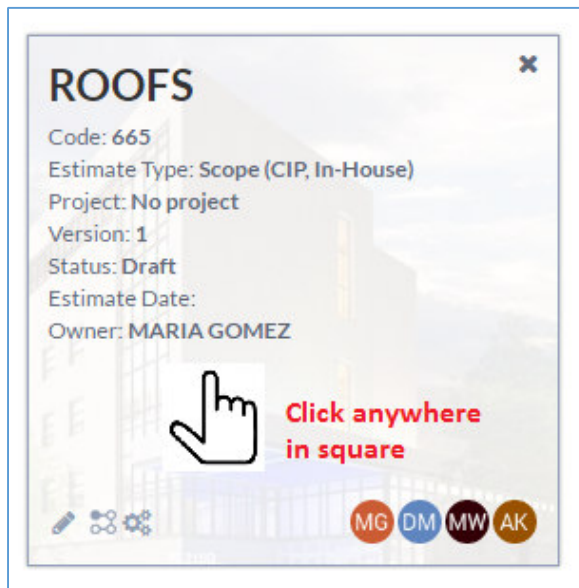 ROOFS
Code: 665
Estimate Type: Scope (CIP, In-House)
Project: No project
Version: 1
Status: Draft
Estimate Date:
Owner: MARIA GOMEZ
Click anywhere
in square
MG DM MW AK